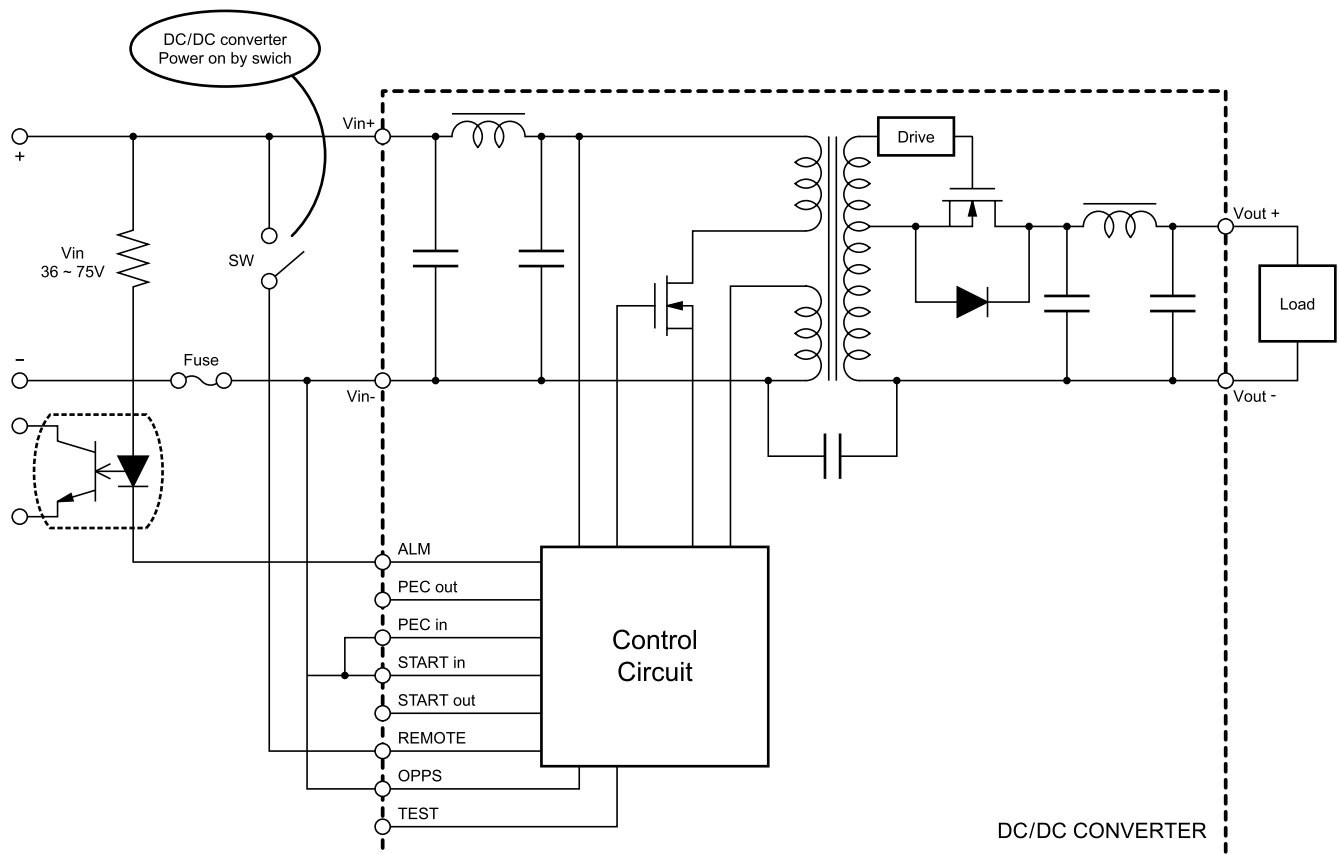 DC/DC converter
Power on by swich
Vin+
+
Drive
Vout +
Vin
36 ~ 75V
SW
Load
–
Fuse
Vin-
Vout -
ALM
PEC out
PEC in
START in
START out
REMOTE
OPPS
TEST
Control
Circuit
DC/DC CONVERTER